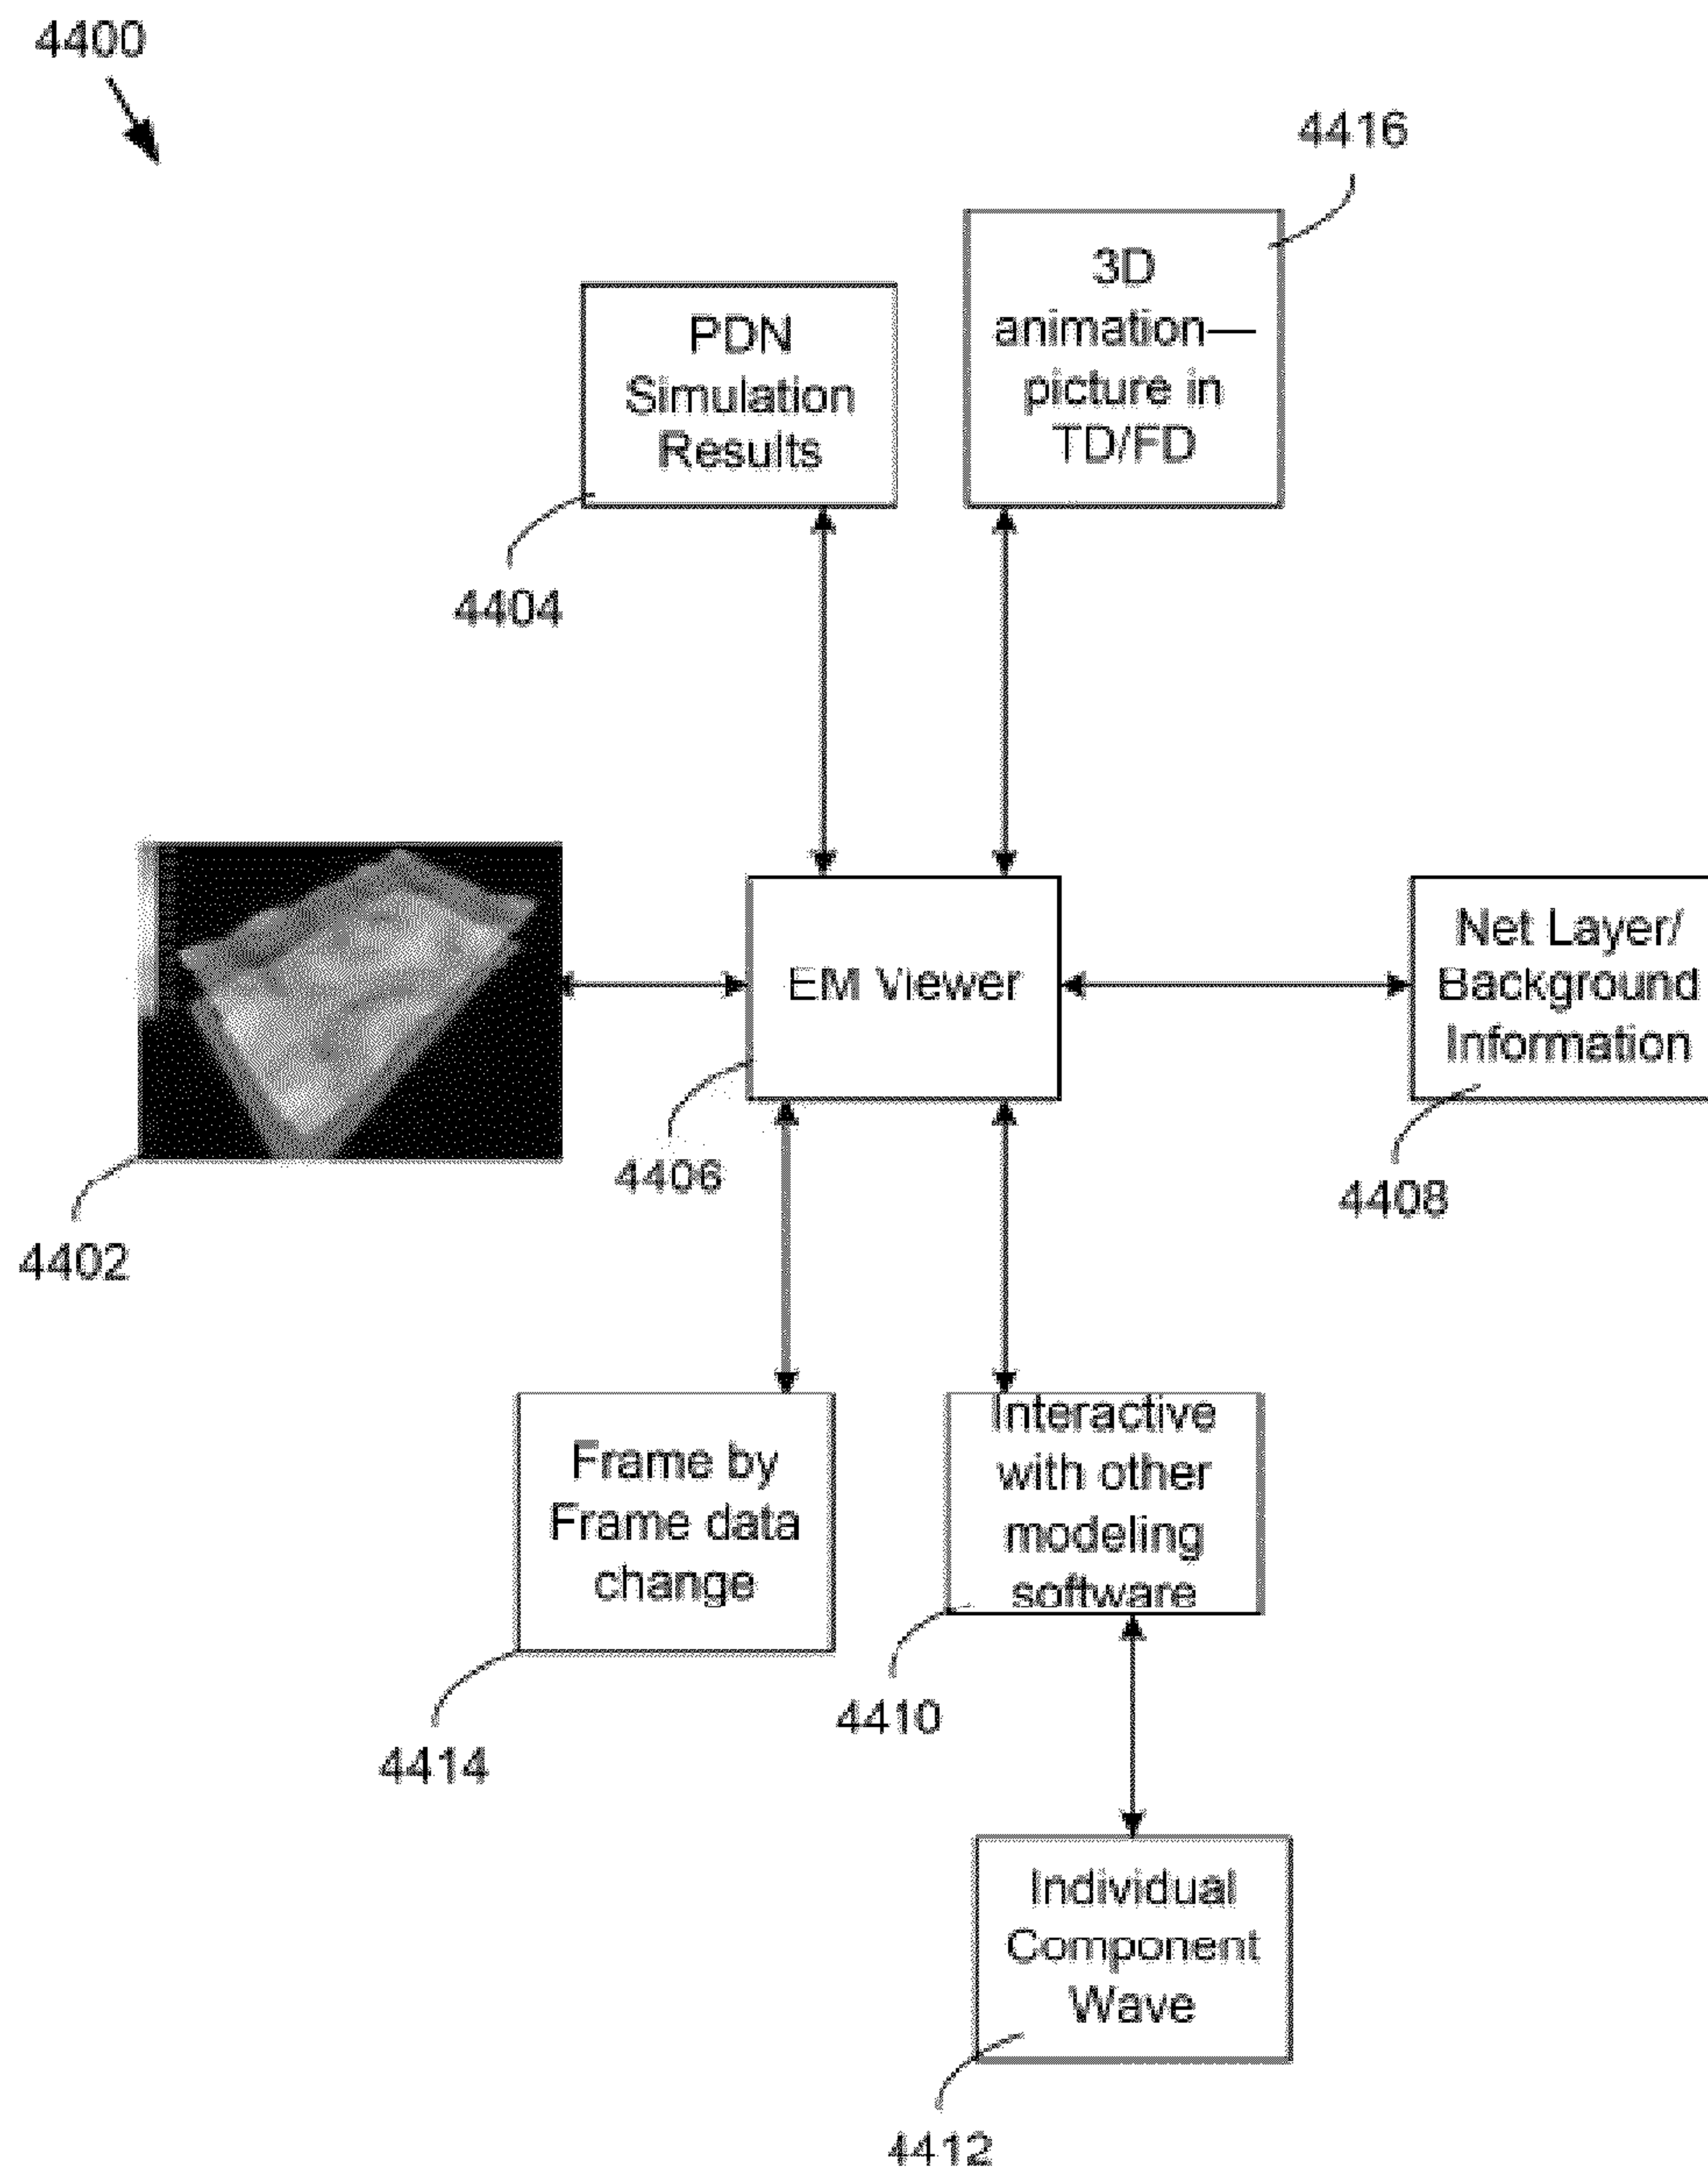 4400
4416
3D
animation—
picture in
TD/FD
PDN
Simulation
Results
4404
EM Viewer
Net Layer/
Background
Information
4406
4408
4402
Frame by
Frame data
change
Interactive
with other
modeling
software
4410
4414
Individual
Component
Wave
4412